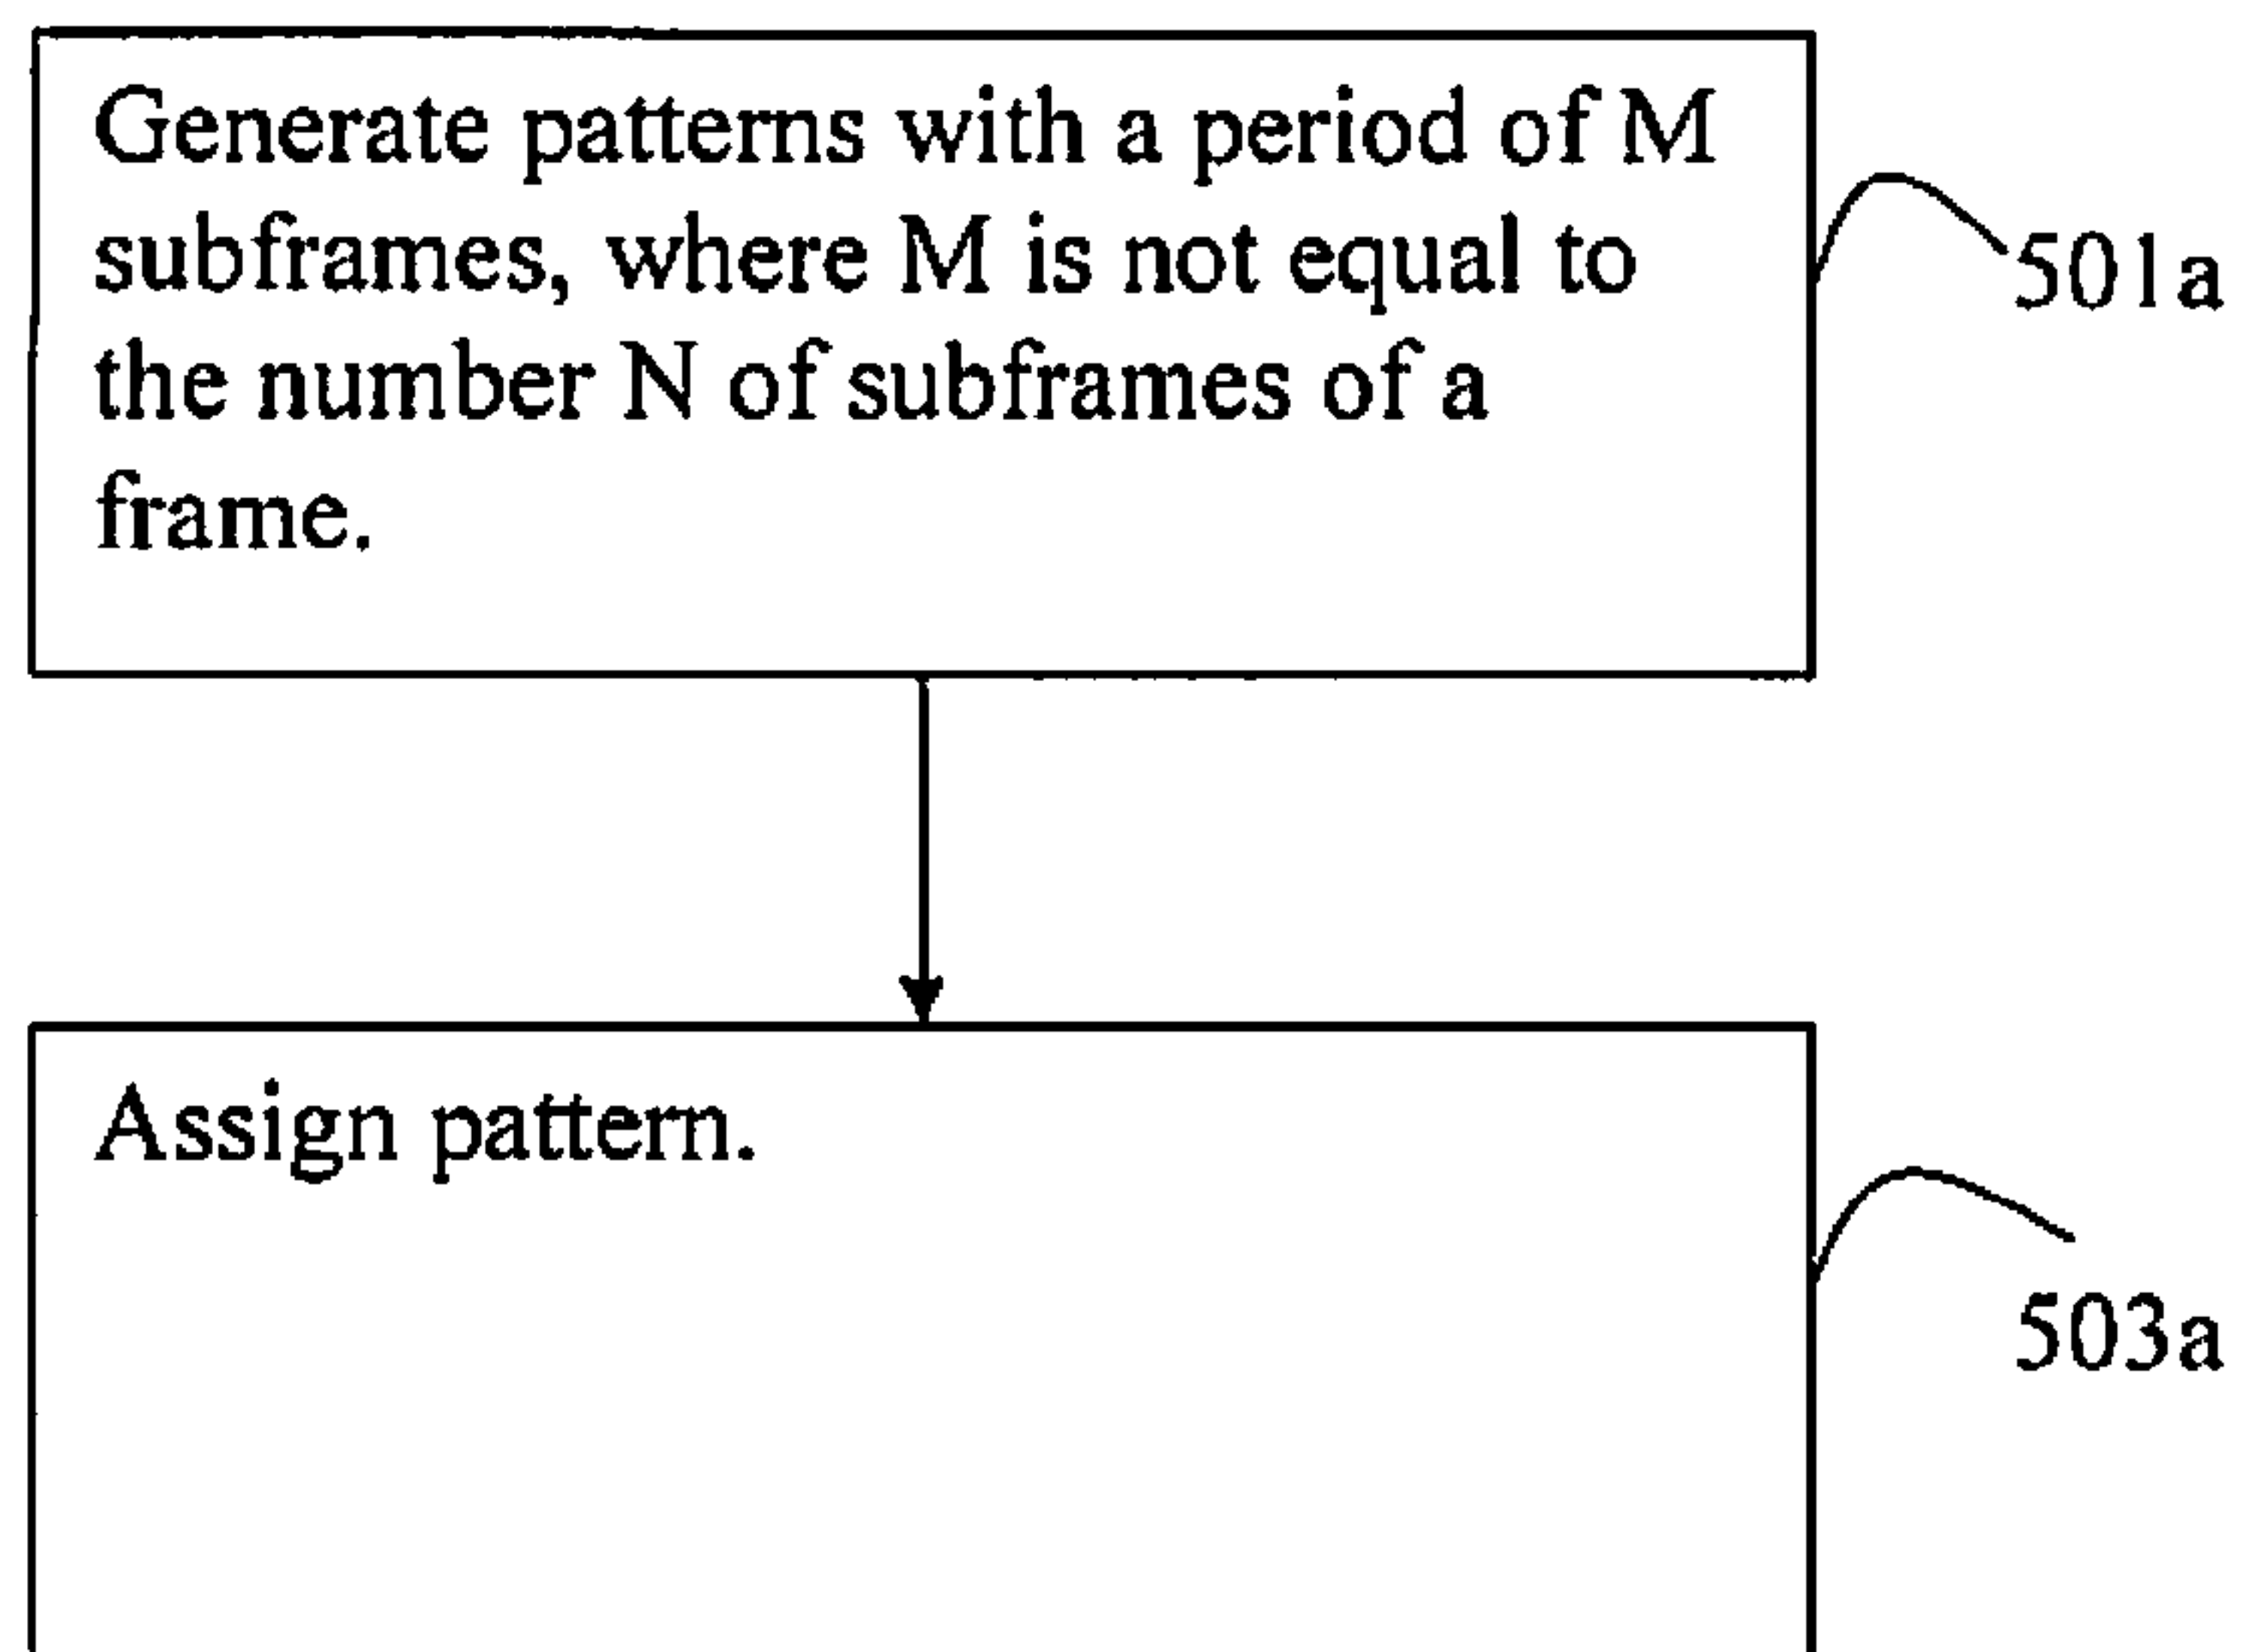 Generate patterns with a period of M
subframes, where M is not equal to
the number N of subframes of a
frame.
501a
Assign pattern.
503a